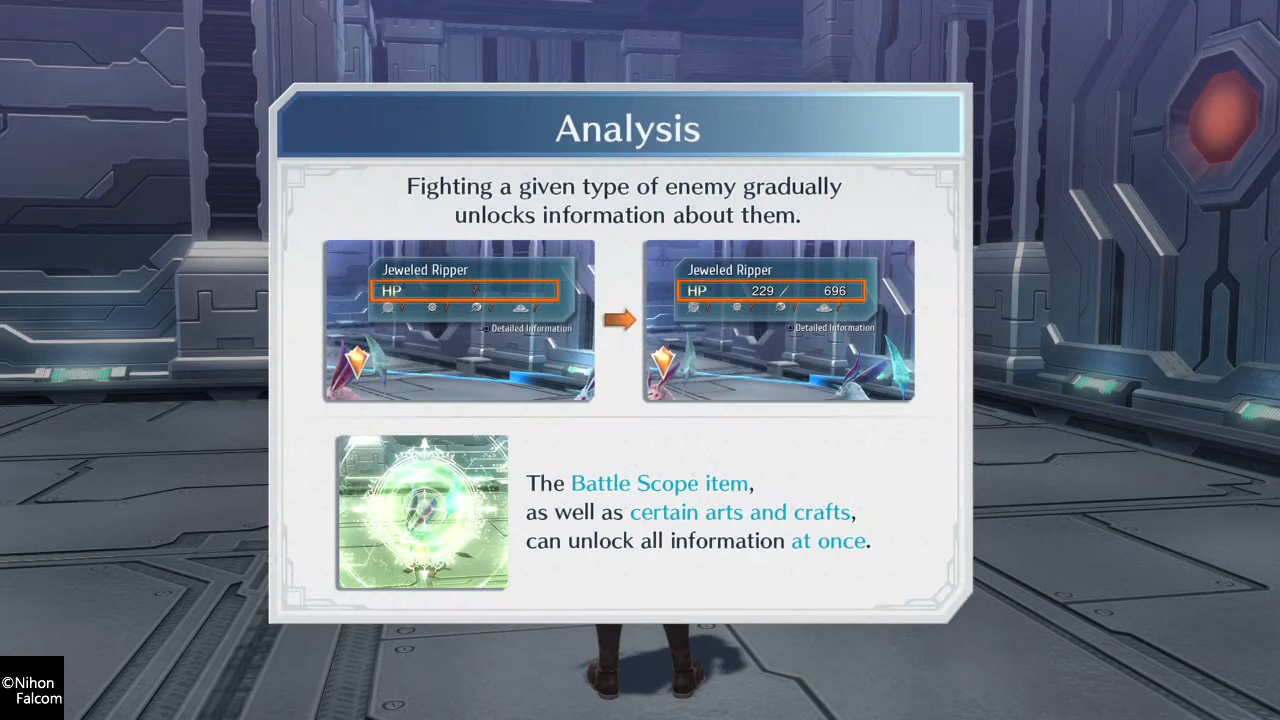 Analysis
Fighting a given type of enemy gradually
unlocks information about them.
Jeweled Ripper
HP ?
? ? ? ?
Detailed Information
Jeweled Ripper
HP 229 / 696
? ? ? ?
Detailed Information
The Battle Scope item,
as well as certain arts and crafts,
can unlock all information at once.
©Nihon
Falcom